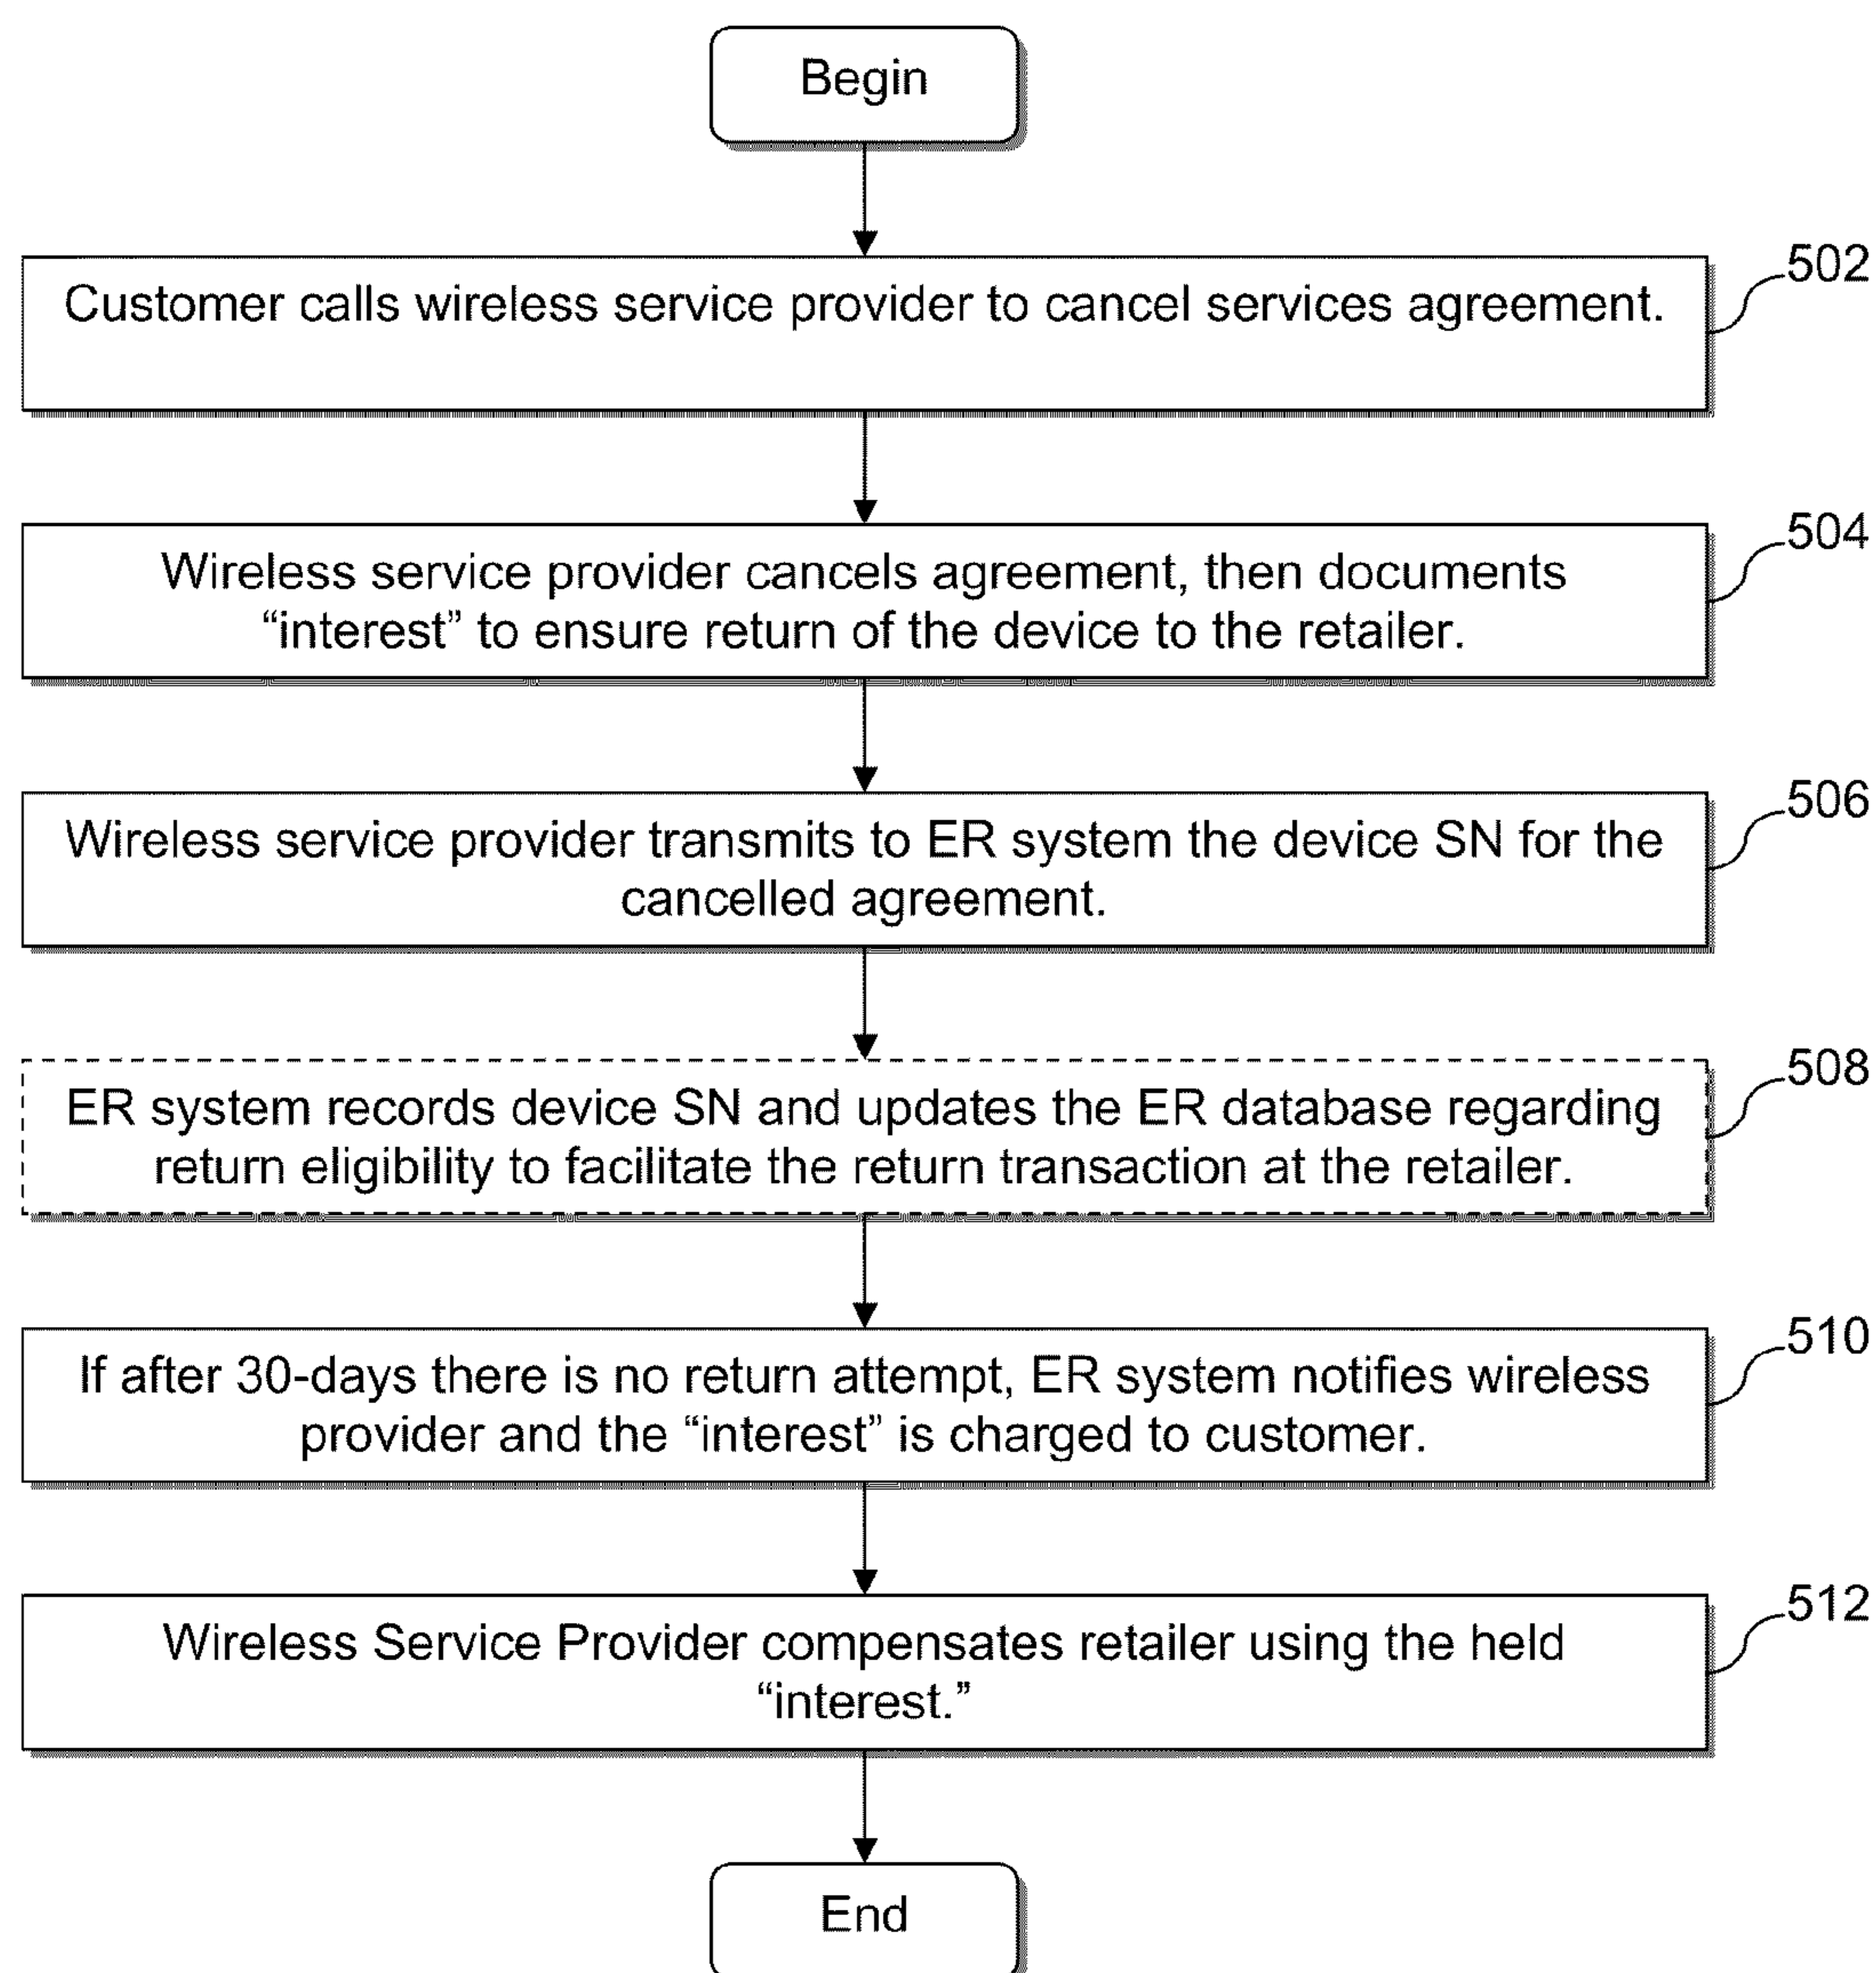 Begin
Customer calls wireless service provider to cancel services agreement.
502
Wireless service provider cancels agreement, then documents
“interest” to ensure return of the device to the retailer.
504
Wireless service provider transmits to ER system the device SN for the
cancelled agreement.
506
ER system records device SN and updates the ER database regarding
return eligibility to facilitate the return transaction at the retailer.
508
If after 30-days there is no return attempt, ER system notifies wireless
provider and the “interest” is charged to customer.
510
Wireless Service Provider compensates retailer using the held
“interest.”
512
End